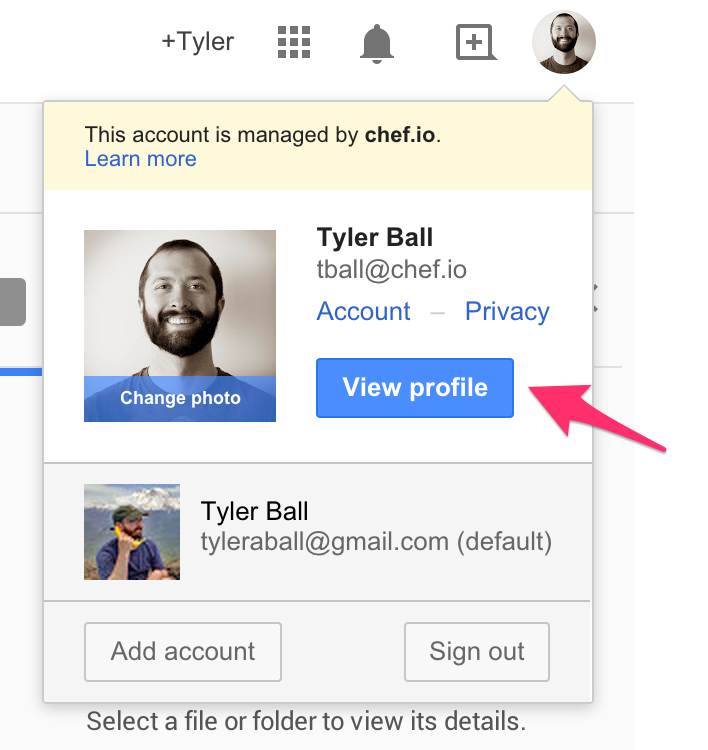 +Tyler
This account is managed by chef.io.
Learn more
Tyler Ball
tball@chef.io
Account – Privacy
View profile
Change photo
Tyler Ball
tyleraball@gmail.com (default)
Add account
Sign out
Select a file or folder to view its details.